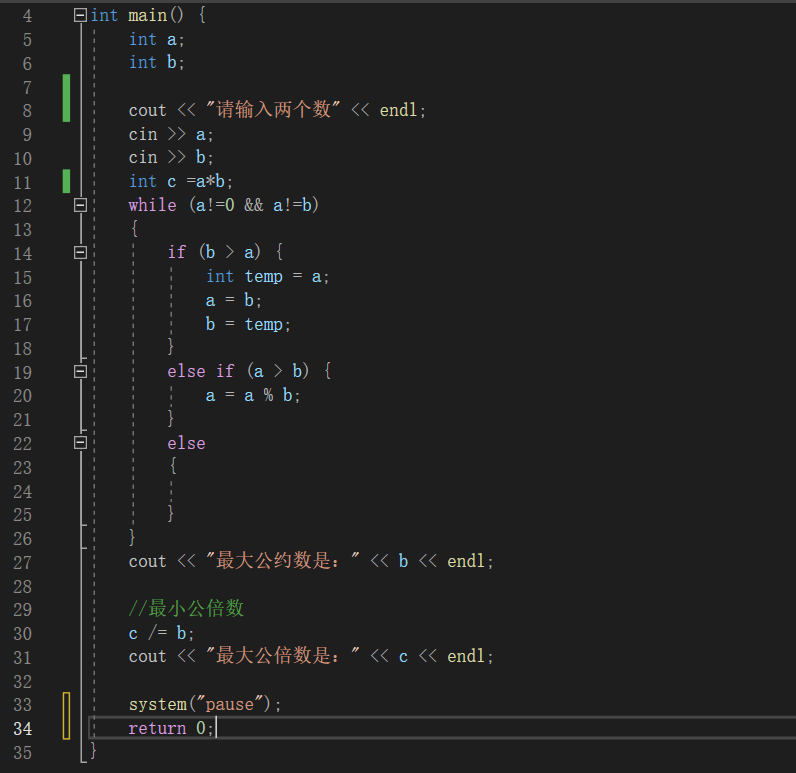 4 int main() {
5 int a;
6 int b;
7
8 cout << "请输入两个数" << endl;
9 cin >> a;
10 cin >> b;
11 int c =a*b;
12 while (a!=0 && a!=b)
13 {
14 if (b > a) {
15 int temp = a;
16 a = b;
17 b = temp;
18 }
19 else if (a > b) {
20 a = a % b;
21 }
22 else
23 {
24
25 }
26 }
27 cout << "最大公约数是：" << b << endl;
28
29 //最小公倍数
30 c /= b;
31 cout << "最大公倍数是：" << c << endl;
32
33 system("pause");
34 return 0;
35 }